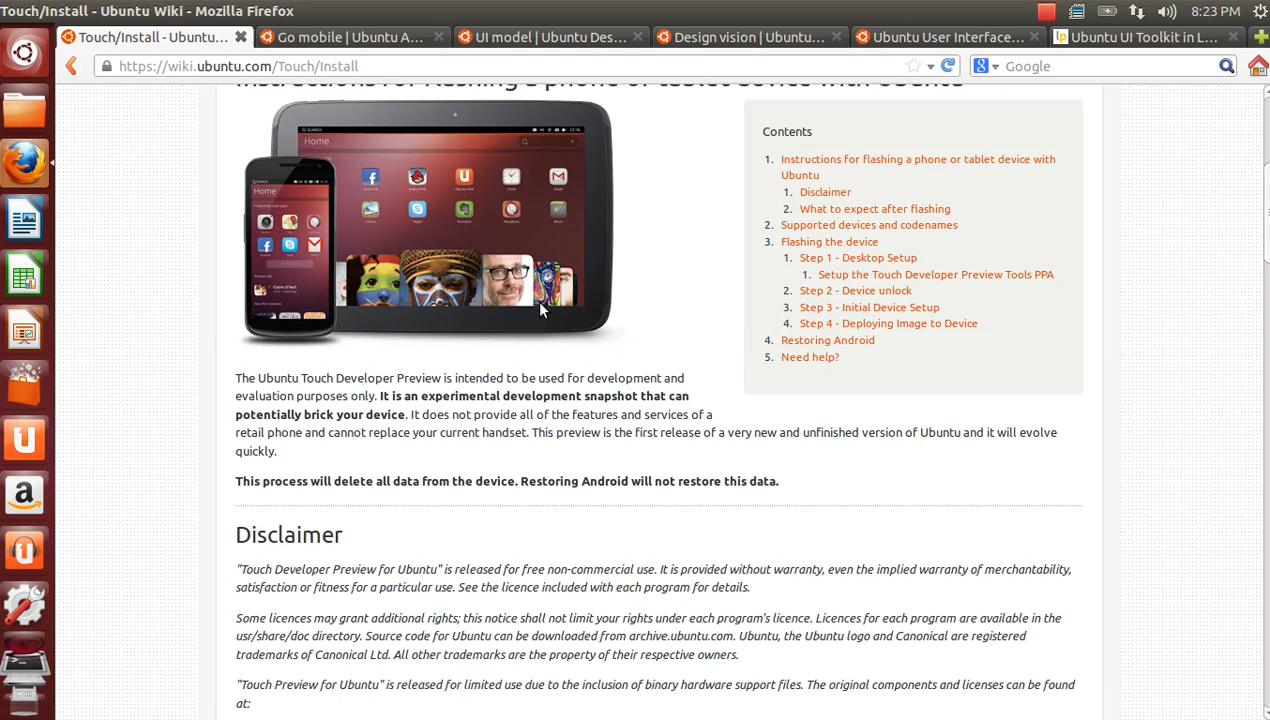 Touch/Install - Ubuntu Wiki - Mozilla Firefox
8:23 PM
Touch/Install - Ubuntu...
Go mobile | Ubuntu A...
UI model | Ubuntu Des...
Design vision | Ubuntu...
Ubuntu User Interface...
Ubuntu UI Toolkit in L...
https://wiki.ubuntu.com/Touch/Install
Google
Instructions for flashing a phone or tablet device with Ubuntu
Home
Home
Contents
1. Instructions for flashing a phone or tablet device with
Ubuntu
1. Disclaimer
2. What to expect after flashing
2. Supported devices and codenames
3. Flashing the device
1. Step 1 - Desktop Setup
1. Setup the Touch Developer Preview Tools PPA
2. Step 2 - Device unlock
3. Step 3 - Initial Device Setup
4. Step 4 - Deploying Image to Device
4. Restoring Android
5. Need help?
The Ubuntu Touch Developer Preview is intended to be used for development and
evaluation purposes only. It is an experimental development snapshot that can
potentially brick your device. It does not provide all of the features and services of a
retail phone and cannot replace your current handset. This preview is the first release of a very new and unfinished version of Ubuntu and it will evolve
quickly.
This process will delete all data from the device. Restoring Android will not restore this data.
Disclaimer
"Touch Developer Preview for Ubuntu" is released for free non-commercial use. It is provided without warranty, even the implied warranty of merchantability,
satisfaction or fitness for a particular use. See the licence included with each program for details.
Some licences may grant additional rights; this notice shall not limit your rights under each program's licence. Licences for each program are available in the
usr/share/doc directory. Source code for Ubuntu can be downloaded from archive.ubuntu.com. Ubuntu, the Ubuntu logo and Canonical are registered
trademarks of Canonical Ltd. All other trademarks are the property of their respective owners.
"Touch Preview for Ubuntu" is released for limited use due to the inclusion of binary hardware support files. The original components and licenses can be found
at: